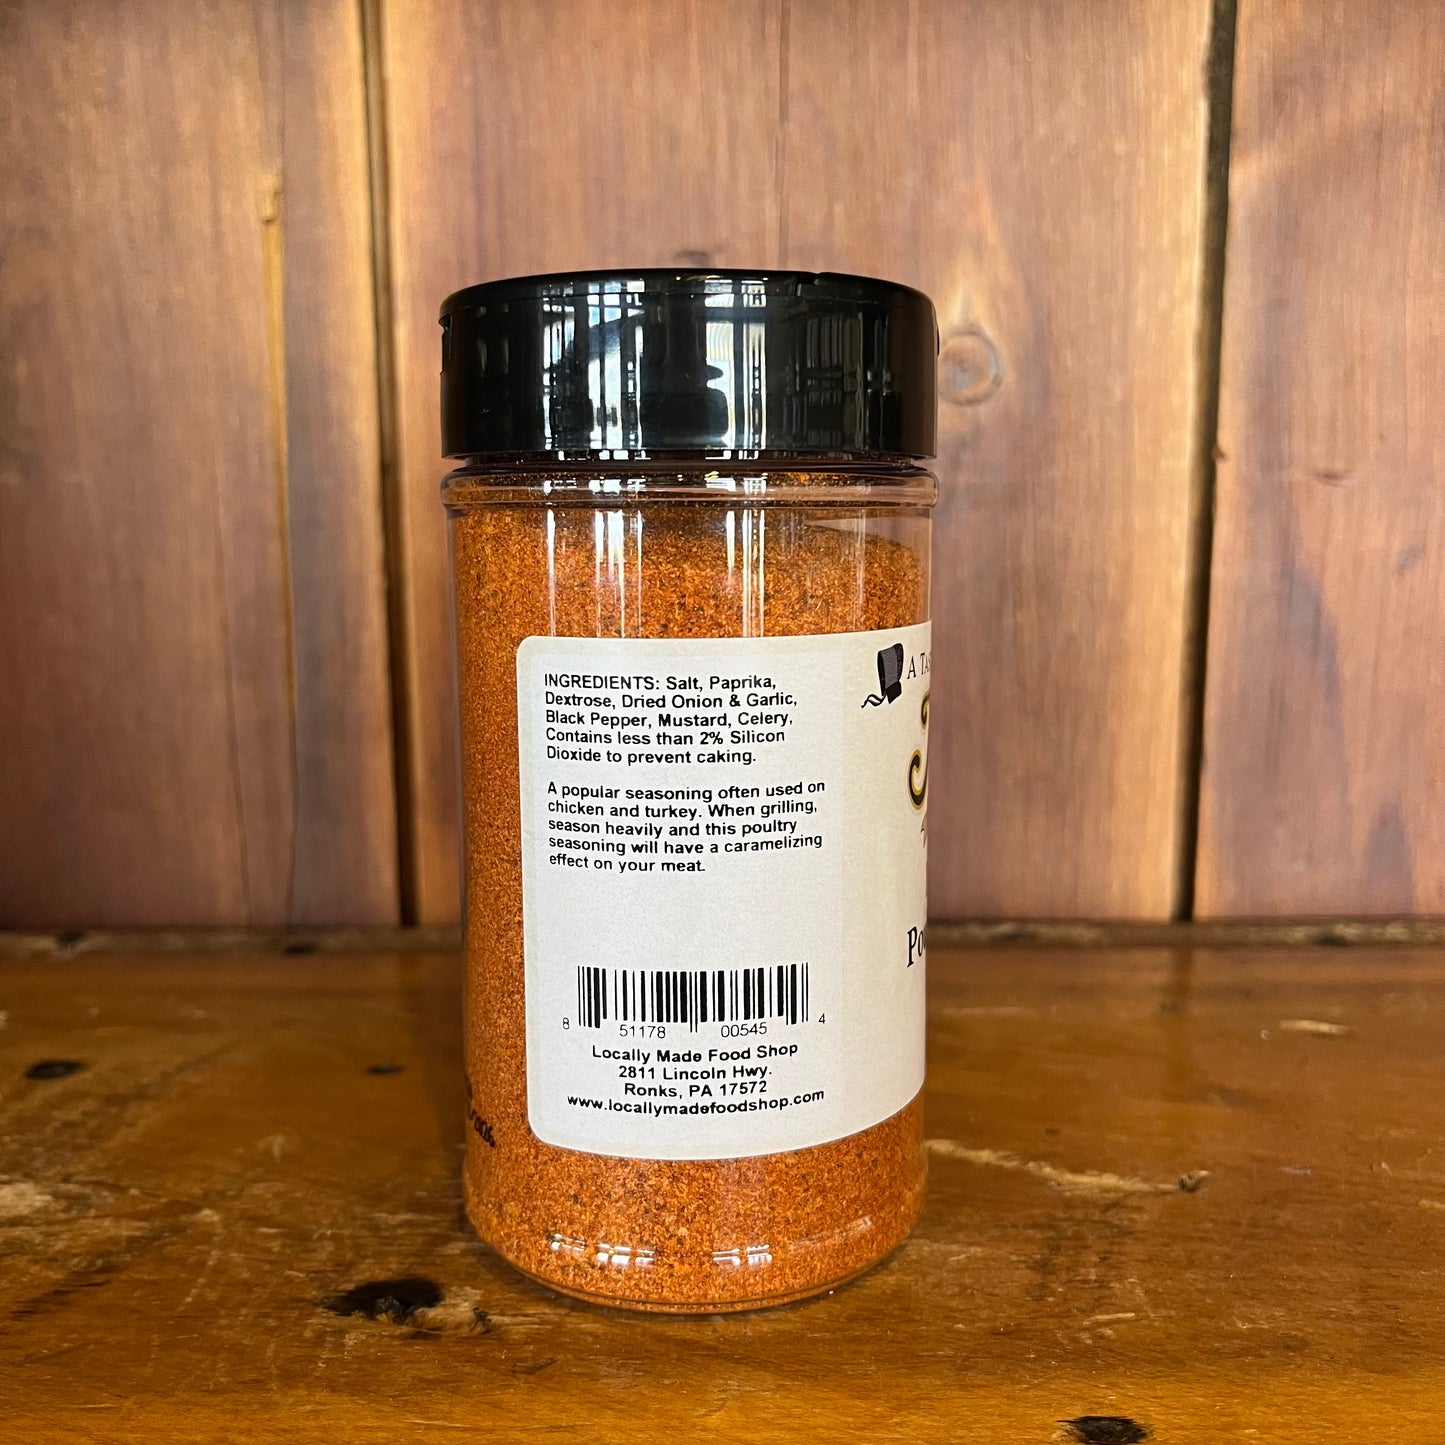 INGREDIENTS: Salt, Paprika,
Dextrose, Dried Onion & Garlic,
Black Pepper, Mustard, Celery,
Contains less than 2% Silicon
Dioxide to prevent caking.
A popular seasoning often used on
chicken and turkey. When grilling,
season heavily and this poultry
seasoning will have a caramelizing
effect on your meat.
8 51178 00545 4
Locally Made Food Shop
2811 Lincoln Hwy.
Ronks, PA 17572
www.locallymadefoodshop.com
A